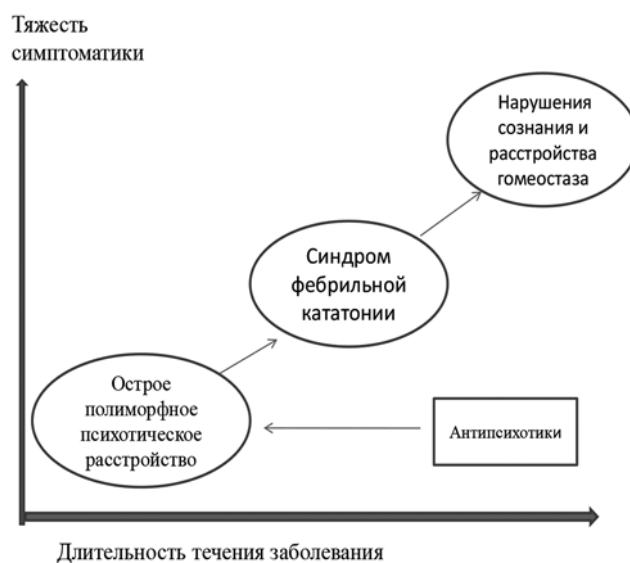 Тяжесть
симптоматики
Нарушения
сознания и
расстройства
гомеостаза
Синдром
фебрильной
кататонии
Острое
полиморфное
психотическое
расстройство
Антипсихотики
Длительность течения заболевания